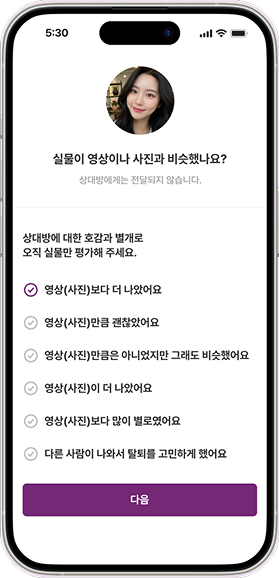 5:30
실물이 영상이나 사진과 비슷했나요?
상대방에게는 전달되지 않습니다.
상대방에 대한 호감과 별개로
오직 실물만 평가해 주세요.
영상(사진)보다 더 나았어요
영상(사진)만큼 괜찮았어요
영상(사진)만큼은 아니었지만 그래도 비슷했어요
영상(사진)이 더 나았어요
영상(사진)보다 많이 별로였어요
다른 사람이 나와서 탈퇴를 고민하게 했어요
다음